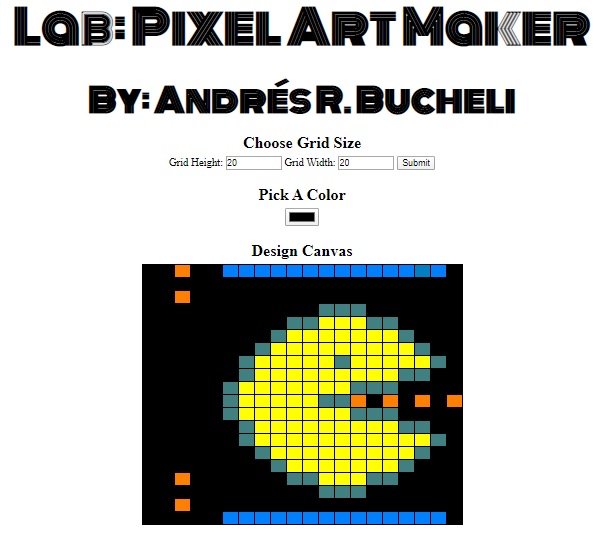 Lab: Pixel Art Maker
By: Andrés R. Bucheli
Choose Grid Size
Grid Height: 20 Grid Width: 20 Submit
Pick A Color
Design Canvas